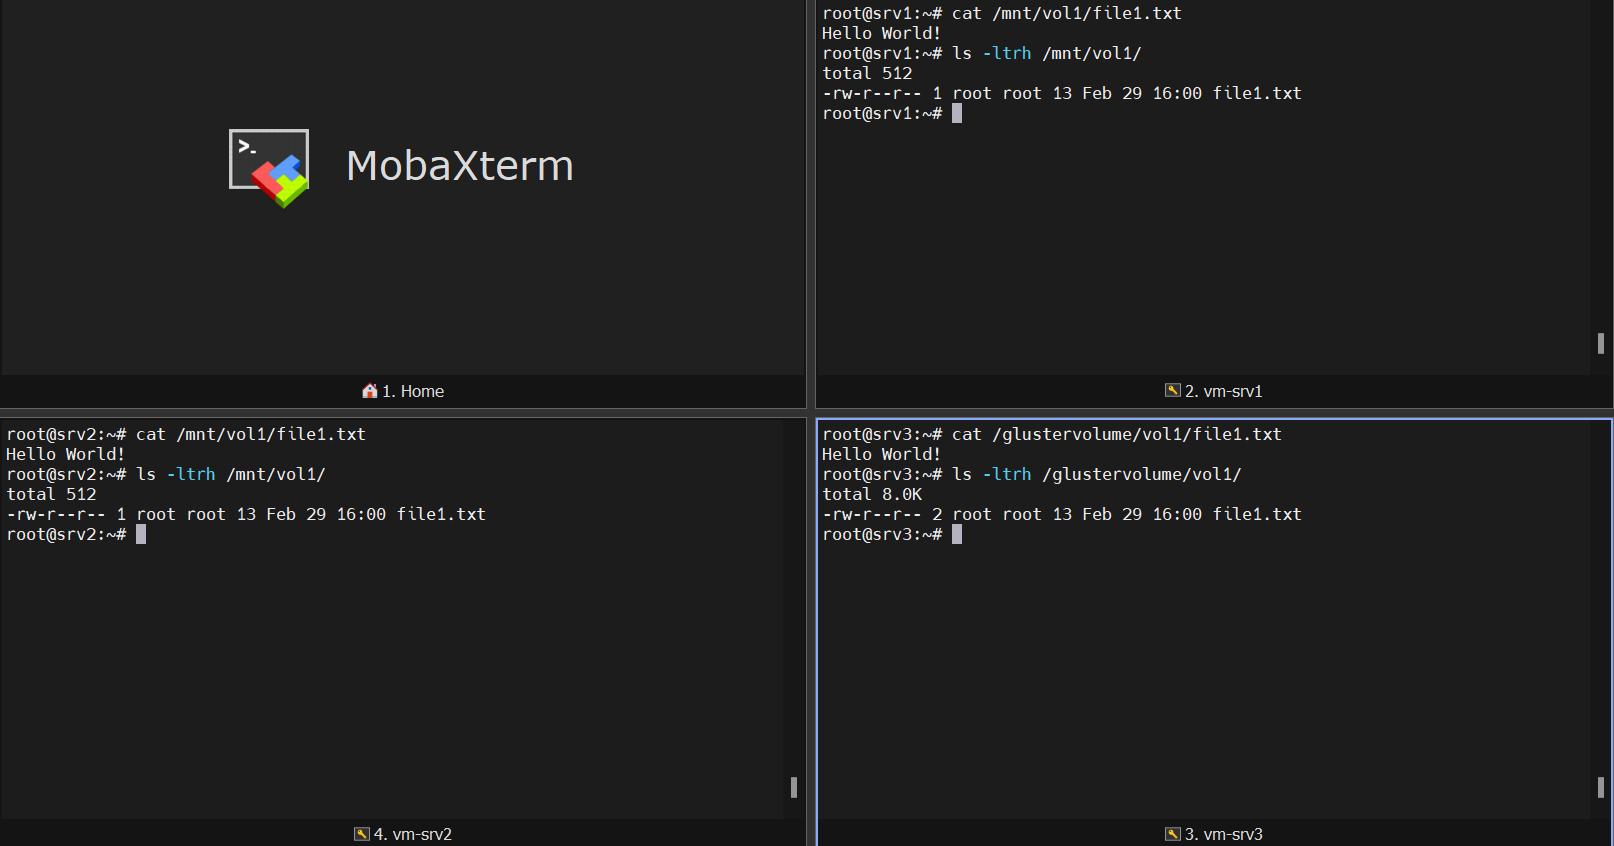 >_
MobaXterm
1. Home
root@srv1:~# cat /mnt/vol1/file1.txt
Hello World!
root@srv1:~# ls -ltrh /mnt/vol1/
total 512
-rw-r--r-- 1 root root 13 Feb 29 16:00 file1.txt
root@srv1:~#
2. vm-srv1
root@srv2:~# cat /mnt/vol1/file1.txt
Hello World!
root@srv2:~# ls -ltrh /mnt/vol1/
total 512
-rw-r--r-- 1 root root 13 Feb 29 16:00 file1.txt
root@srv2:~#
4. vm-srv2
root@srv3:~# cat /glustervolume/vol1/file1.txt
Hello World!
root@srv3:~# ls -ltrh /glustervolume/vol1/
total 8.0K
-rw-r--r-- 2 root root 13 Feb 29 16:00 file1.txt
root@srv3:~#
3. vm-srv3